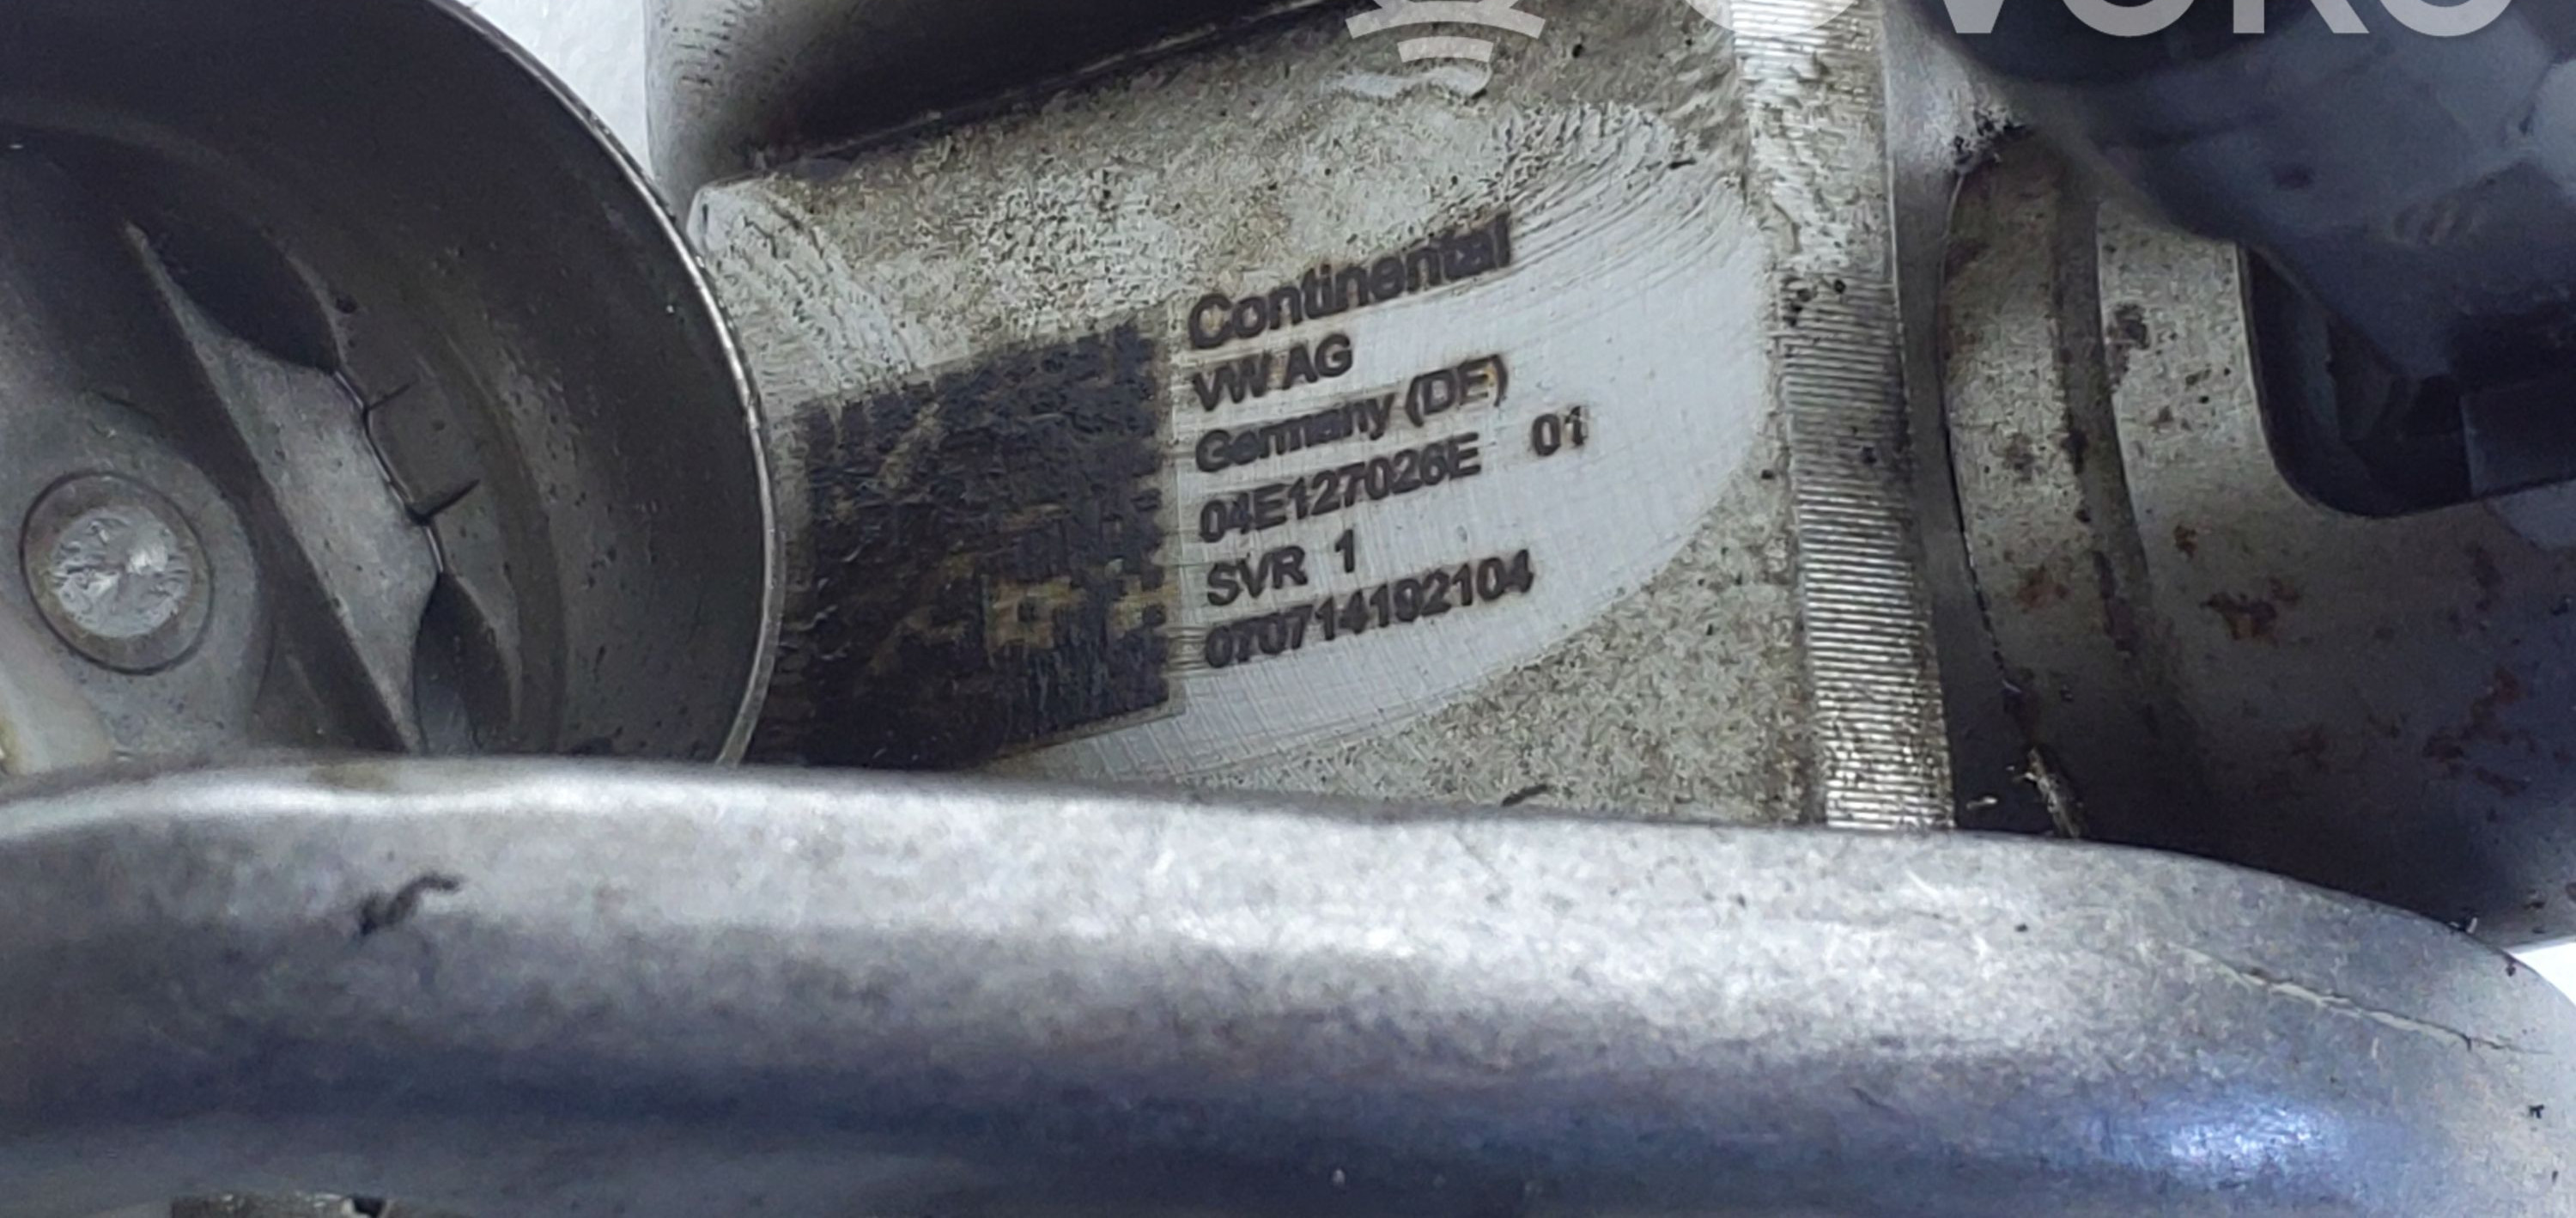 Continental
VW AG
Germany (DE)
04E127026E 01
SVR 1
070714192104